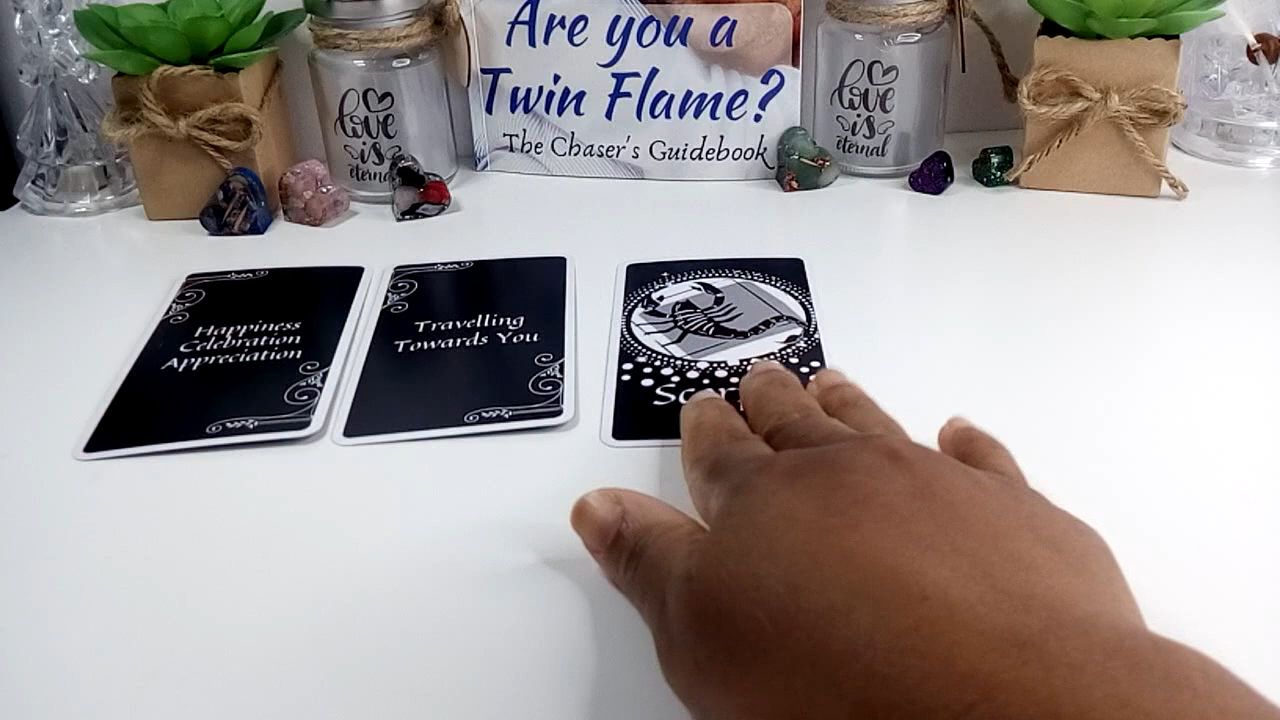 Are you a
Twin Flame?
The Chaser's Guidebook
love
is
eternal
love
is
eternal
Happiness
Celebration
Appreciation
Travelling
Towards You